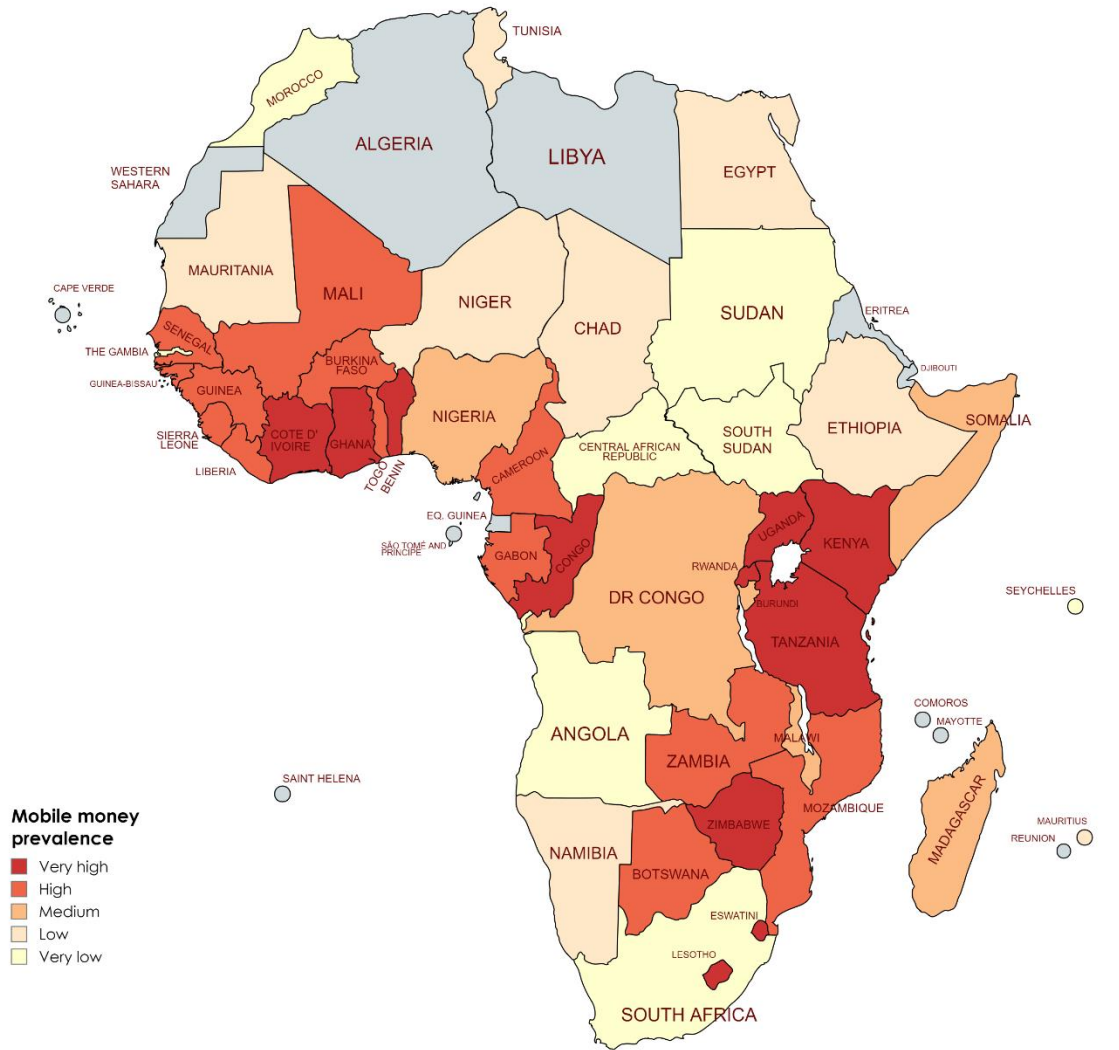 TUNISIA
MOROCCO
ALGERIA
LIBYA
EGYPT
WESTERN
SAHARA
MAURITANIA
MALI
NIGER
CHAD
SUDAN
ERITREA
CAPE VERDE
SENEGAL
THE GAMBIA
GUINEA-BISSAU
GUINEA
BURKINA
FASO
DJIBOUTI
NIGERIA
SOMALIA
ETHIOPIA
SOUTH
SUDAN
CENTRAL AFRICAN
REPUBLIC
SIERRA
LEONE
LIBERIA
COTE D'
IVOIRE
GHANA
TOGO
BENIN
CAMEROON
EQ. GUINEA
SÃO TOMÉ AND
PRINCIPE
GABON
CONGO
UGANDA
KENYA
RWANDA
DR CONGO
BURUNDI
TANZANIA
SEYCHELLES
COMOROS
MAYOTTE
ANGOLA
MALAWI
ZAMBIA
SAINT HELENA
MOZAMBIQUE
MADAGASCAR
MAURITIUS
REUNION
ZIMBABWE
NAMIBIA
BOTSWANA
ESWATINI
LESOTHO
SOUTH AFRICA
Mobile money
prevalence
Very high
High
Medium
Low
Very low